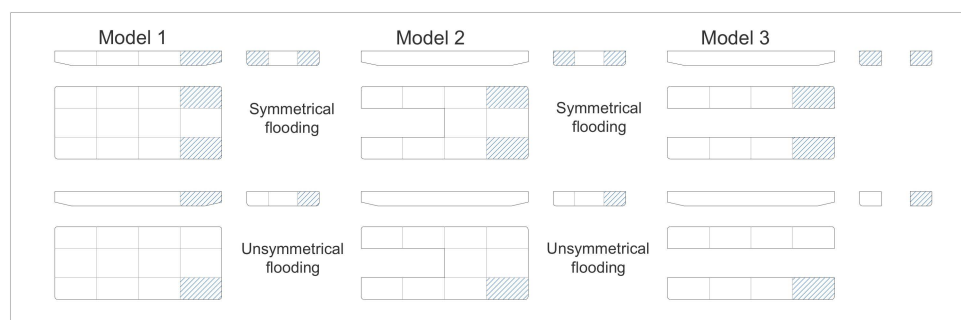 Model 1
Model 2
Model 3
Symmetrical
flooding
Symmetrical
flooding
Unsymmetrical
flooding
Unsymmetrical
flooding